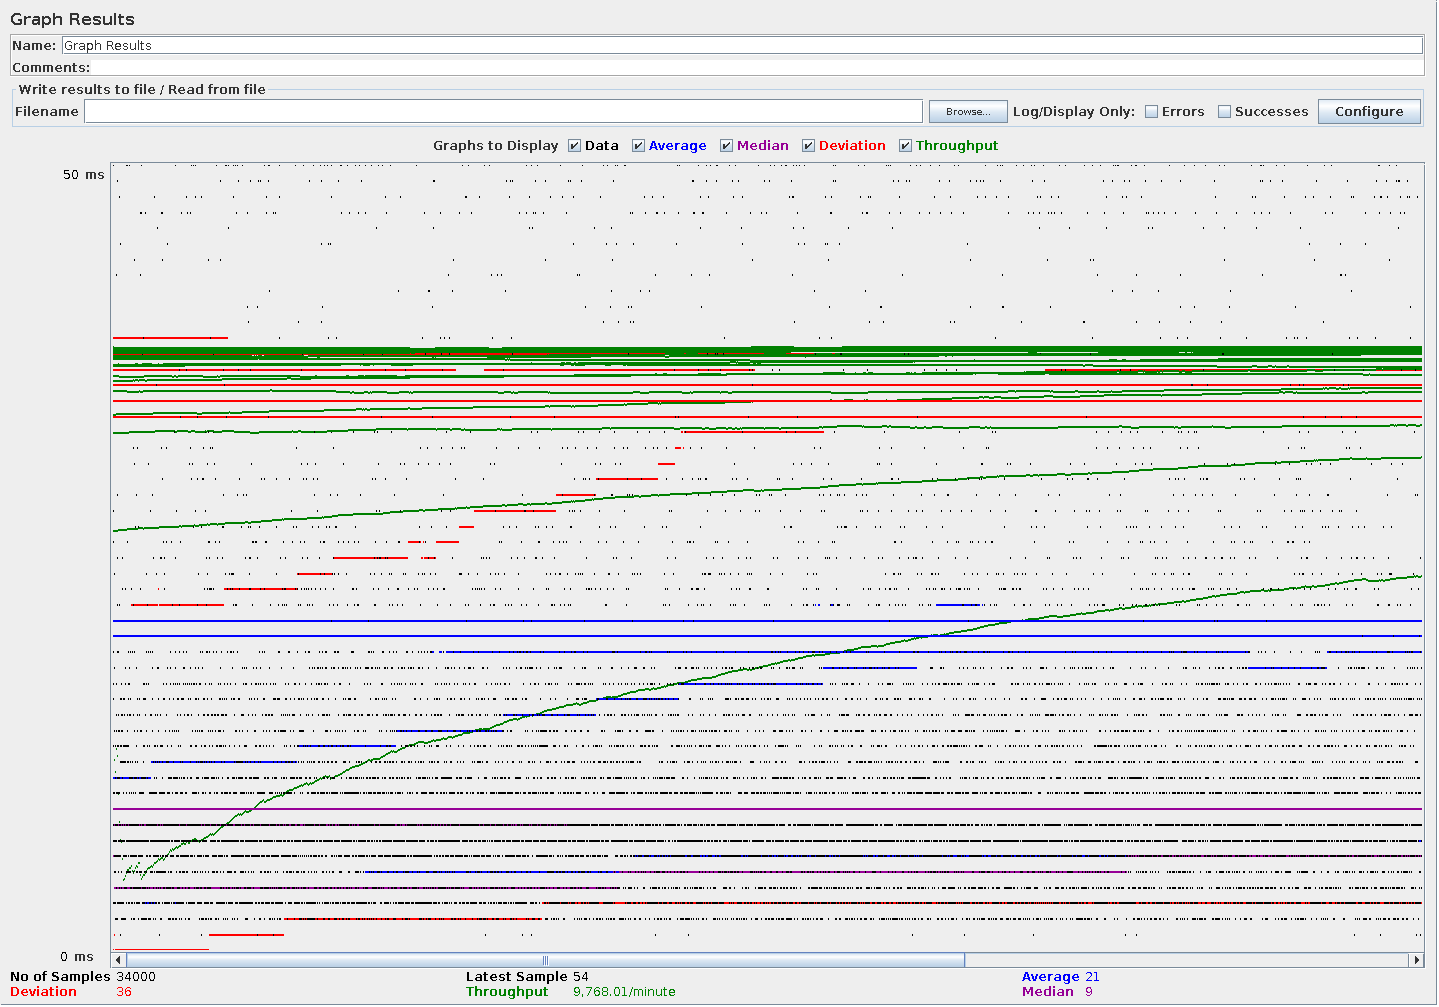 Graph Results
Name: Graph Results
Comments:
Write results to file / Read from file
Filename Browse... Log/Display Only: Errors Successes Configure
Graphs to Display Data Average Median Deviation Throughput
50 ms
0 ms
No of Samples 34000 Latest Sample 54 Average 21
Deviation 36 Throughput 9,768.01/minute Median 9